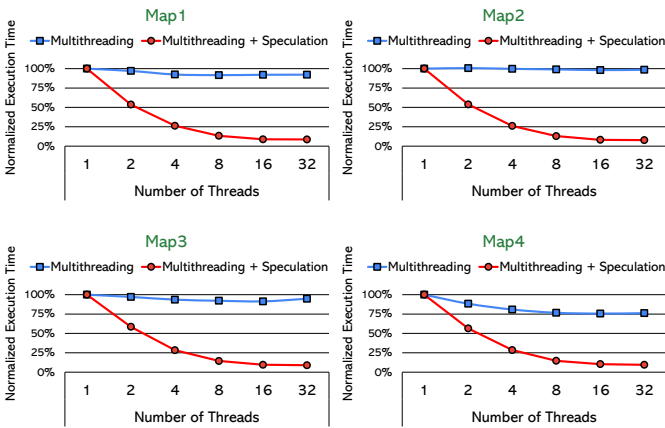 Map1
Multithreading Multithreading + Speculation
Normalized Execution Time
100%
75%
50%
25%
0%
1 2 4 8 16 32
Number of Threads
Map2
Multithreading Multithreading + Speculation
Normalized Execution Time
100%
75%
50%
25%
0%
1 2 4 8 16 32
Number of Threads
Map3
Multithreading Multithreading + Speculation
Normalized Execution Time
100%
75%
50%
25%
0%
1 2 4 8 16 32
Number of Threads
Map4
Multithreading Multithreading + Speculation
Normalized Execution Time
100%
75%
50%
25%
0%
1 2 4 8 16 32
Number of Threads